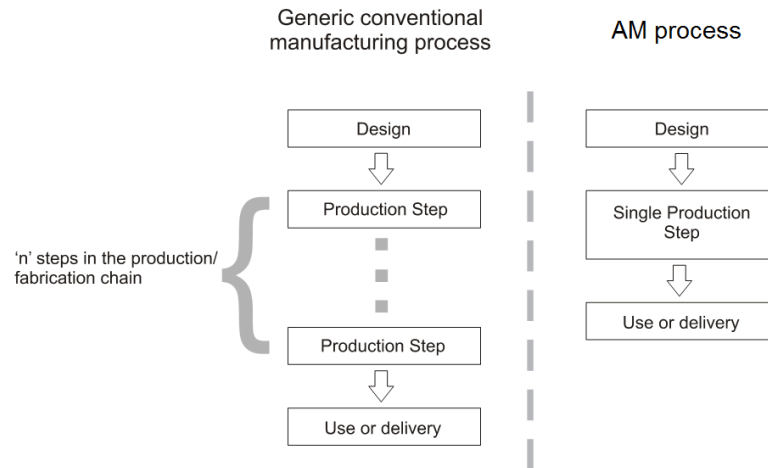 Generic conventional
manufacturing process
AM process
Design
Production Step
‘n’ steps in the production/
fabrication chain
Production Step
Use or delivery
Design
Single Production
Step
Use or delivery